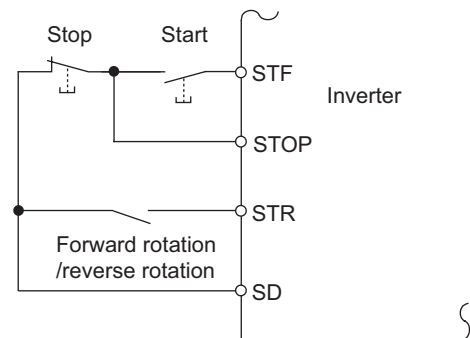 Stop
Start
STF
Inverter
STOP
STR
Forward rotation
/reverse rotation
SD